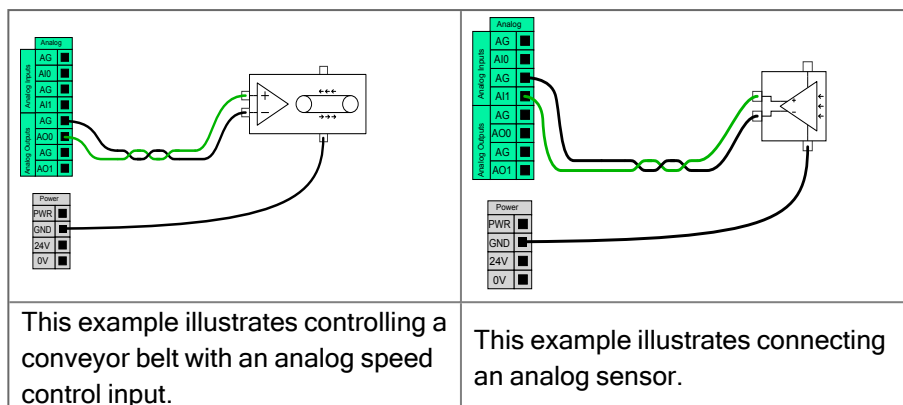 Analog
AG
AI0
AG
AI1
AG
AO0
AG
AO1
Analog Inputs
Analog Outputs
Power
PWR
GND
24V
0V
+
−
Analog
AG
AI0
AG
AI1
AG
AO0
AG
AO1
Analog Inputs
Analog Outputs
Power
PWR
GND
24V
0V
+
−
This example illustrates controlling a
conveyor belt with an analog speed
control input.
This example illustrates connecting
an analog sensor.